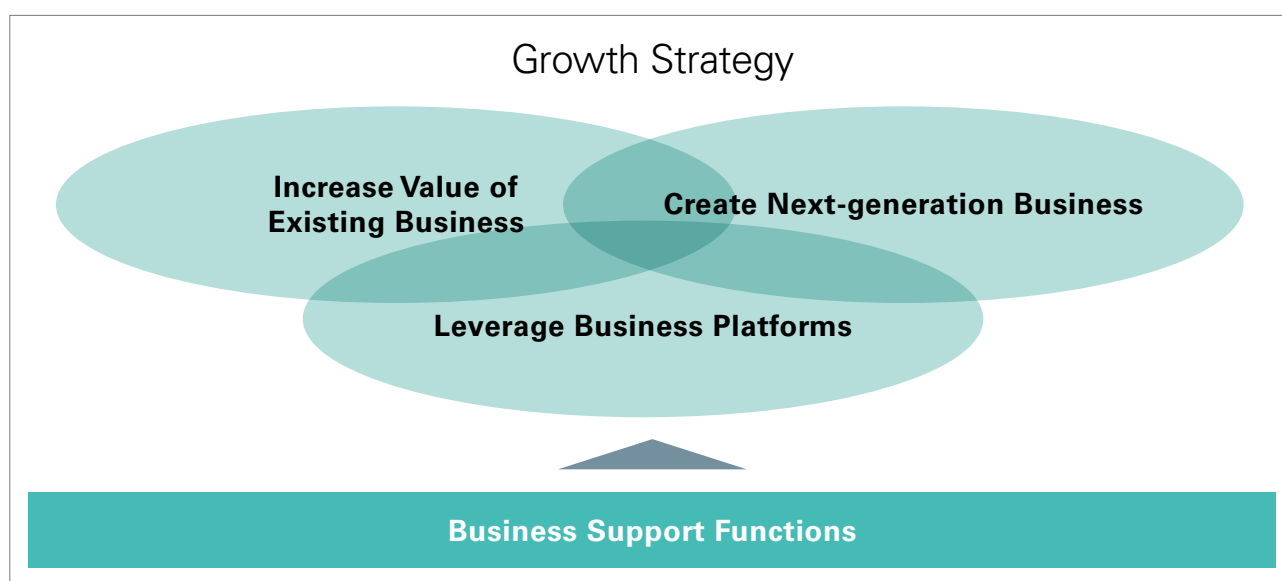 Growth Strategy
Increase Value of
Existing Business
Create Next-generation Business
Leverage Business Platforms
Business Support Functions